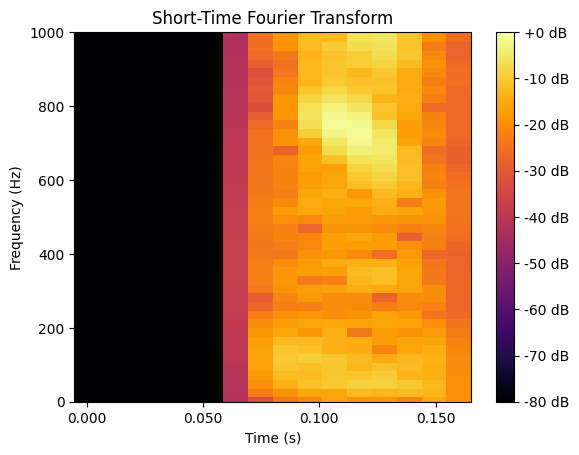 Short-Time Fourier Transform
1000
800
600
400
200
0
Frequency (Hz)
0.000
0.050
0.100
0.150
Time (s)
+0 dB
-10 dB
-20 dB
-30 dB
-40 dB
-50 dB
-60 dB
-70 dB
-80 dB